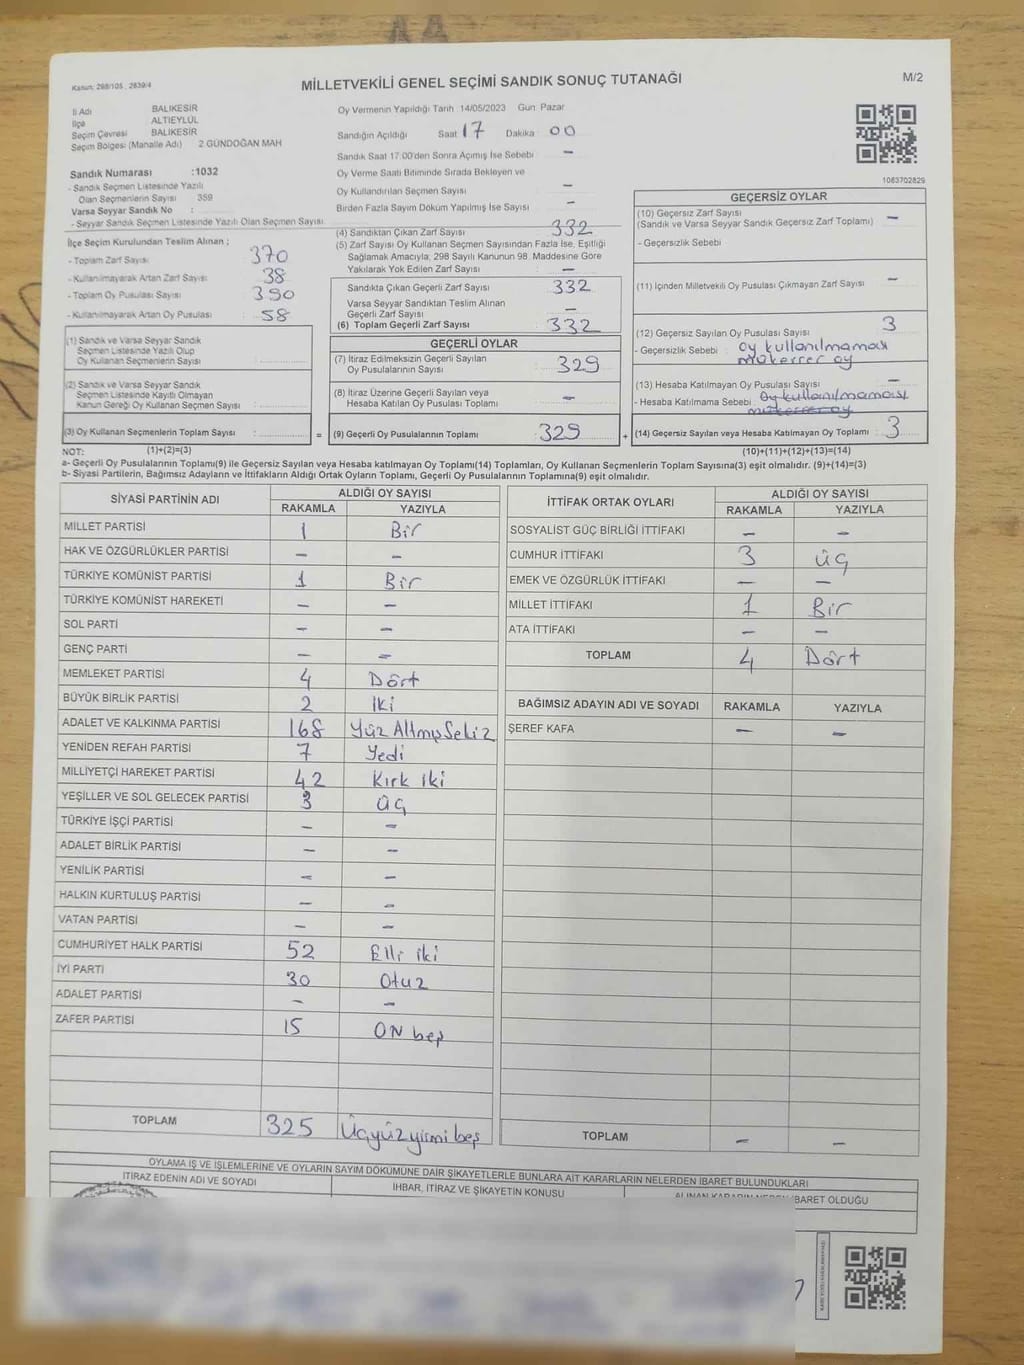 Kanun: 298/105 , 2839/4
MİLLETVEKİLİ GENEL SEÇİMİ SANDIK SONUÇ TUTANAĞI
M/2
İl Adı BALIKESİR
İlçe ALTIEYLÜL
Seçim Çevresi BALIKESİR
Seçim Bölgesi (Mahalle Adı) 2 GÜNDOĞAN MAH
Sandık Numarası :1032
- Sandık Seçmen Listesinde Yazılı
Olan Seçmenlerin Sayısı 359
Varsa Seyyar Sandık No :
- Seyyar Sandık Seçmen Listesinde Yazılı Olan Seçmen Sayısı
İlçe Seçim Kurulundan Teslim Alınan ;
- Toplam Zarf Sayısı 370
- Kullanılmayarak Artan Zarf Sayısı 38
- Toplam Oy Pusulası Sayısı 390
- Kullanılmayarak Artan Oy Pusulası 58
(1) Sandık ve Varsa Seyyar Sandık
Seçmen Listesinde Yazılı Olup
Oy Kullanan Seçmenlerin Sayısı
(2) Sandık ve Varsa Seyyar Sandık
Seçmen Listesinde Kayıtlı Olmayan
Kanun Gereği Oy Kullanan Seçmen Sayısı
(3) Oy Kullanan Seçmenlerin Toplam Sayısı =
Oy Vermenin Yapıldığı Tarih :14/05/2023 Gün: Pazar
Sandığın Açıldığı Saat 17 Dakika 00
Sandık Saat 17:00'den Sonra Açılmış İse Sebebi –
Oy Verme Saati Bitiminde Sırada Bekleyen ve
Oy Kullandırılan Seçmen Sayısı –
Birden Fazla Sayım Döküm Yapılmış İse Sayısı –
(4) Sandıktan Çıkan Zarf Sayısı 332
(5) Zarf Sayısı Oy Kullanan Seçmen Sayısından Fazla İse, Eşitliği
Sağlamak Amacıyla; 298 Sayılı Kanunun 98. Maddesine Göre
Yakılarak Yok Edilen Zarf Sayısı : –
Sandıkta Çıkan Geçerli Zarf Sayısı 332
Varsa Seyyar Sandıktan Teslim Alınan
Geçerli Zarf Sayısı –
(6) Toplam Geçerli Zarf Sayısı 332
GEÇERLİ OYLAR
(7) İtiraz Edilmeksizin Geçerli Sayılan
Oy Pusulalarının Sayısı 329
(8) İtiraz Üzerine Geçerli Sayılan veya
Hesaba Katılan Oy Pusulası Toplamı –
(9) Geçerli Oy Pusulalarının Toplamı 329 +
1063702829
GEÇERSİZ OYLAR
(10) Geçersiz Zarf Sayısı
(Sandık ve Varsa Seyyar Sandık Geçersiz Zarf Toplamı) –
- Geçersizlik Sebebi
(11) İçinden Milletvekili Oy Pusulası Çıkmayan Zarf Sayısı –
(12) Geçersiz Sayılan Oy Pusulası Sayısı 3
- Geçersizlik Sebebi : Oy kullanılmaması
mükerrer oy
(13) Hesaba Katılmayan Oy Pusulası Sayısı –
- Hesaba Katılmama Sebebi : Oy kullanılmaması
mükerrer oy
(14) Geçersiz Sayılan veya Hesaba Katılmayan Oy Toplamı 3
NOT: (1)+(2)=(3) (10)+(11)+(12)+(13)=(14)
a- Geçerli Oy Pusulalarının Toplamı(9) ile Geçersiz Sayılan veya Hesaba katılmayan Oy Toplamı(14) Toplamları, Oy Kullanan Seçmenlerin Toplam Sayısına(3) eşit olmalıdır. (9)+(14)=(3)
b- Siyasi Partilerin, Bağımsız Adayların ve İttifakların Aldığı Ortak Oyların Toplamı, Geçerli Oy Pusulalarının Toplamına(9) eşit olmalıdır.
SİYASİ PARTİNİN ADI ALDIĞI OY SAYISI
RAKAMLA YAZIYLA
MİLLET PARTİSİ 1 Bir
HAK VE ÖZGÜRLÜKLER PARTİSİ – –
TÜRKİYE KOMÜNİST PARTİSİ 1 Bir
TÜRKİYE KOMÜNİST HAREKETİ – –
SOL PARTİ – –
GENÇ PARTİ – –
MEMLEKET PARTİSİ 4 Dört
BÜYÜK BİRLİK PARTİSİ 2 İki
ADALET VE KALKINMA PARTİSİ 168 Yüz Altmış Sekiz
YENİDEN REFAH PARTİSİ 7 Yedi
MİLLİYETÇİ HAREKET PARTİSİ 42 Kırk iki
YEŞİLLER VE SOL GELECEK PARTİSİ 3 üç
TÜRKİYE İŞÇİ PARTİSİ – –
ADALET BİRLİK PARTİSİ – –
YENİLİK PARTİSİ – –
HALKIN KURTULUŞ PARTİSİ – –
VATAN PARTİSİ – –
CUMHURİYET HALK PARTİSİ 52 Elli iki
İYİ PARTİ 30 Otuz
ADALET PARTİSİ – –
ZAFER PARTİSİ 15 ON beş
TOPLAM 325 Üçyüzyirmi beş
İTTİFAK ORTAK OYLARI ALDIĞI OY SAYISI
RAKAMLA YAZIYLA
SOSYALİST GÜÇ BİRLİĞİ İTTİFAKI – –
CUMHUR İTTİFAKI 3 üç
EMEK VE ÖZGÜRLÜK İTTİFAKI – –
MİLLET İTTİFAKI 1 Bir
ATA İTTİFAKI – –
TOPLAM 4 Dört
BAĞIMSIZ ADAYIN ADI VE SOYADI RAKAMLA YAZIYLA
ŞEREF KAFA – –
TOPLAM – –
OYLAMA İŞ VE İŞLEMLERİNE VE OYLARIN SAYIM DÖKÜMÜNE DAİR ŞİKAYETLERLE BUNLARA AİT KARARLARIN NELERDEN İBARET BULUNDUKLARI
İTİRAZ EDENİN ADI VE SOYADI İHBAR, İTİRAZ VE ŞİKAYETİN KONUSU ALINAN KARARIN NEDEN İBARET OLDUĞU